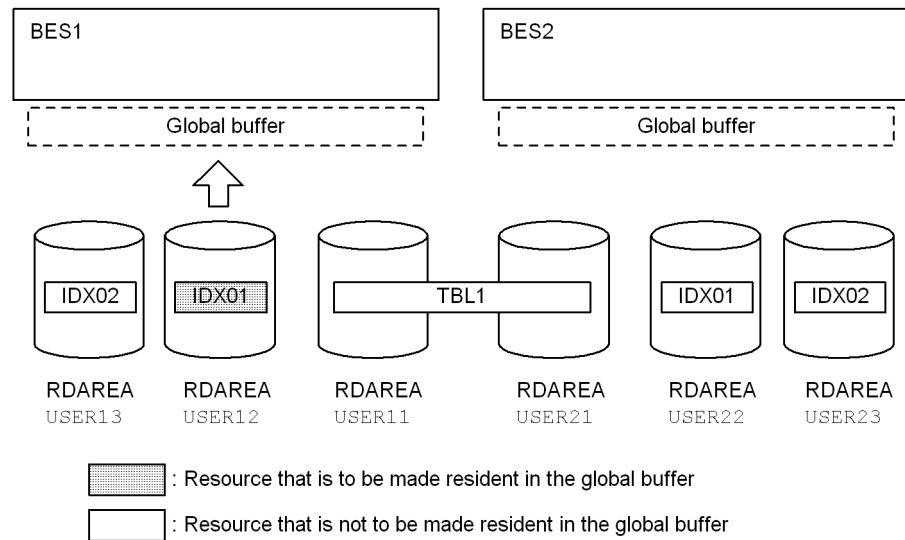 BES1
BES2
Global buffer
Global buffer
IDX02
IDX01
TBL1
IDX01
IDX02
RDAREA RDAREA RDAREA RDAREA RDAREA RDAREA
USER13 USER12 USER11 USER21 USER22 USER23
: Resource that is to be made resident in the global buffer
: Resource that is not to be made resident in the global buffer